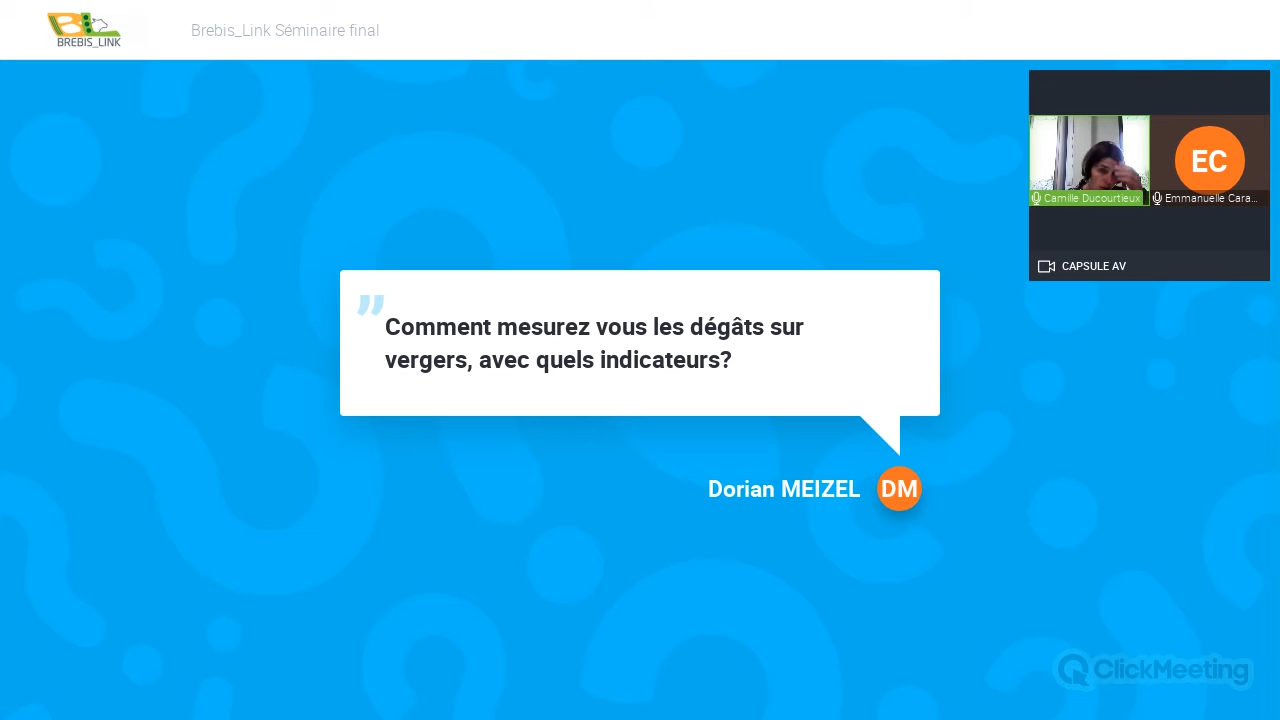 BREBIS_LINK
Brebis_Link Séminaire final
EC
Camille Ducourtieux
Emmanuelle Cara...
CAPSULE AV
”
Comment mesurez vous les dégâts sur
vergers, avec quels indicateurs?
Dorian MEIZEL
DM
ClickMeeting